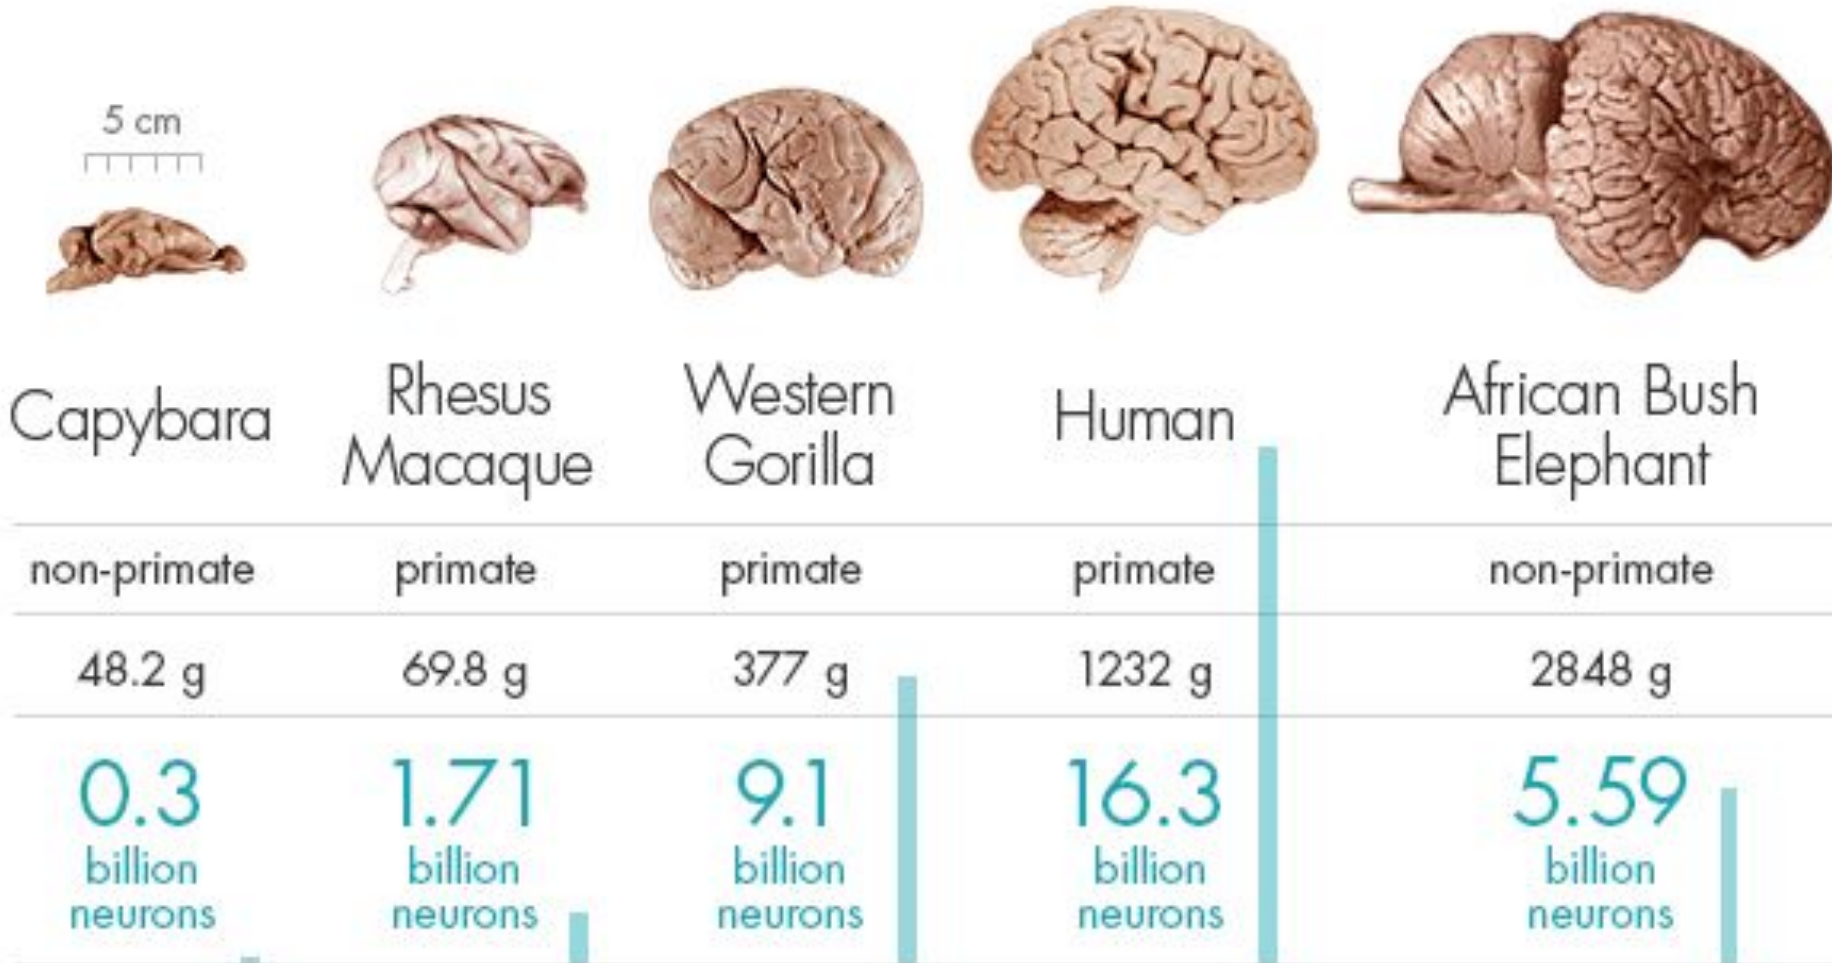 5 cm
Capybara
Rhesus
Macaque
Western
Gorilla
Human
African Bush
Elephant
non-primate
primate
primate
primate
non-primate
48.2 g
69.8 g
377 g
1232 g
2848 g
0.3
billion
neurons
1.71
billion
neurons
9.1
billion
neurons
16.3
billion
neurons
5.59
billion
neurons